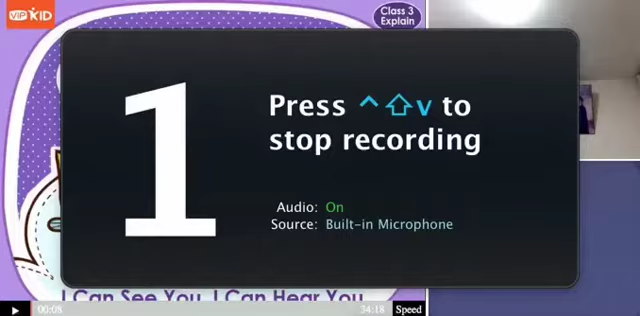 VIPKID
Class 3
Explain
1
Press ^⇧v to
stop recording
Audio: On
Source: Built-in Microphone
I Can See You, I Can Hear You
00:08
34:18
Speed